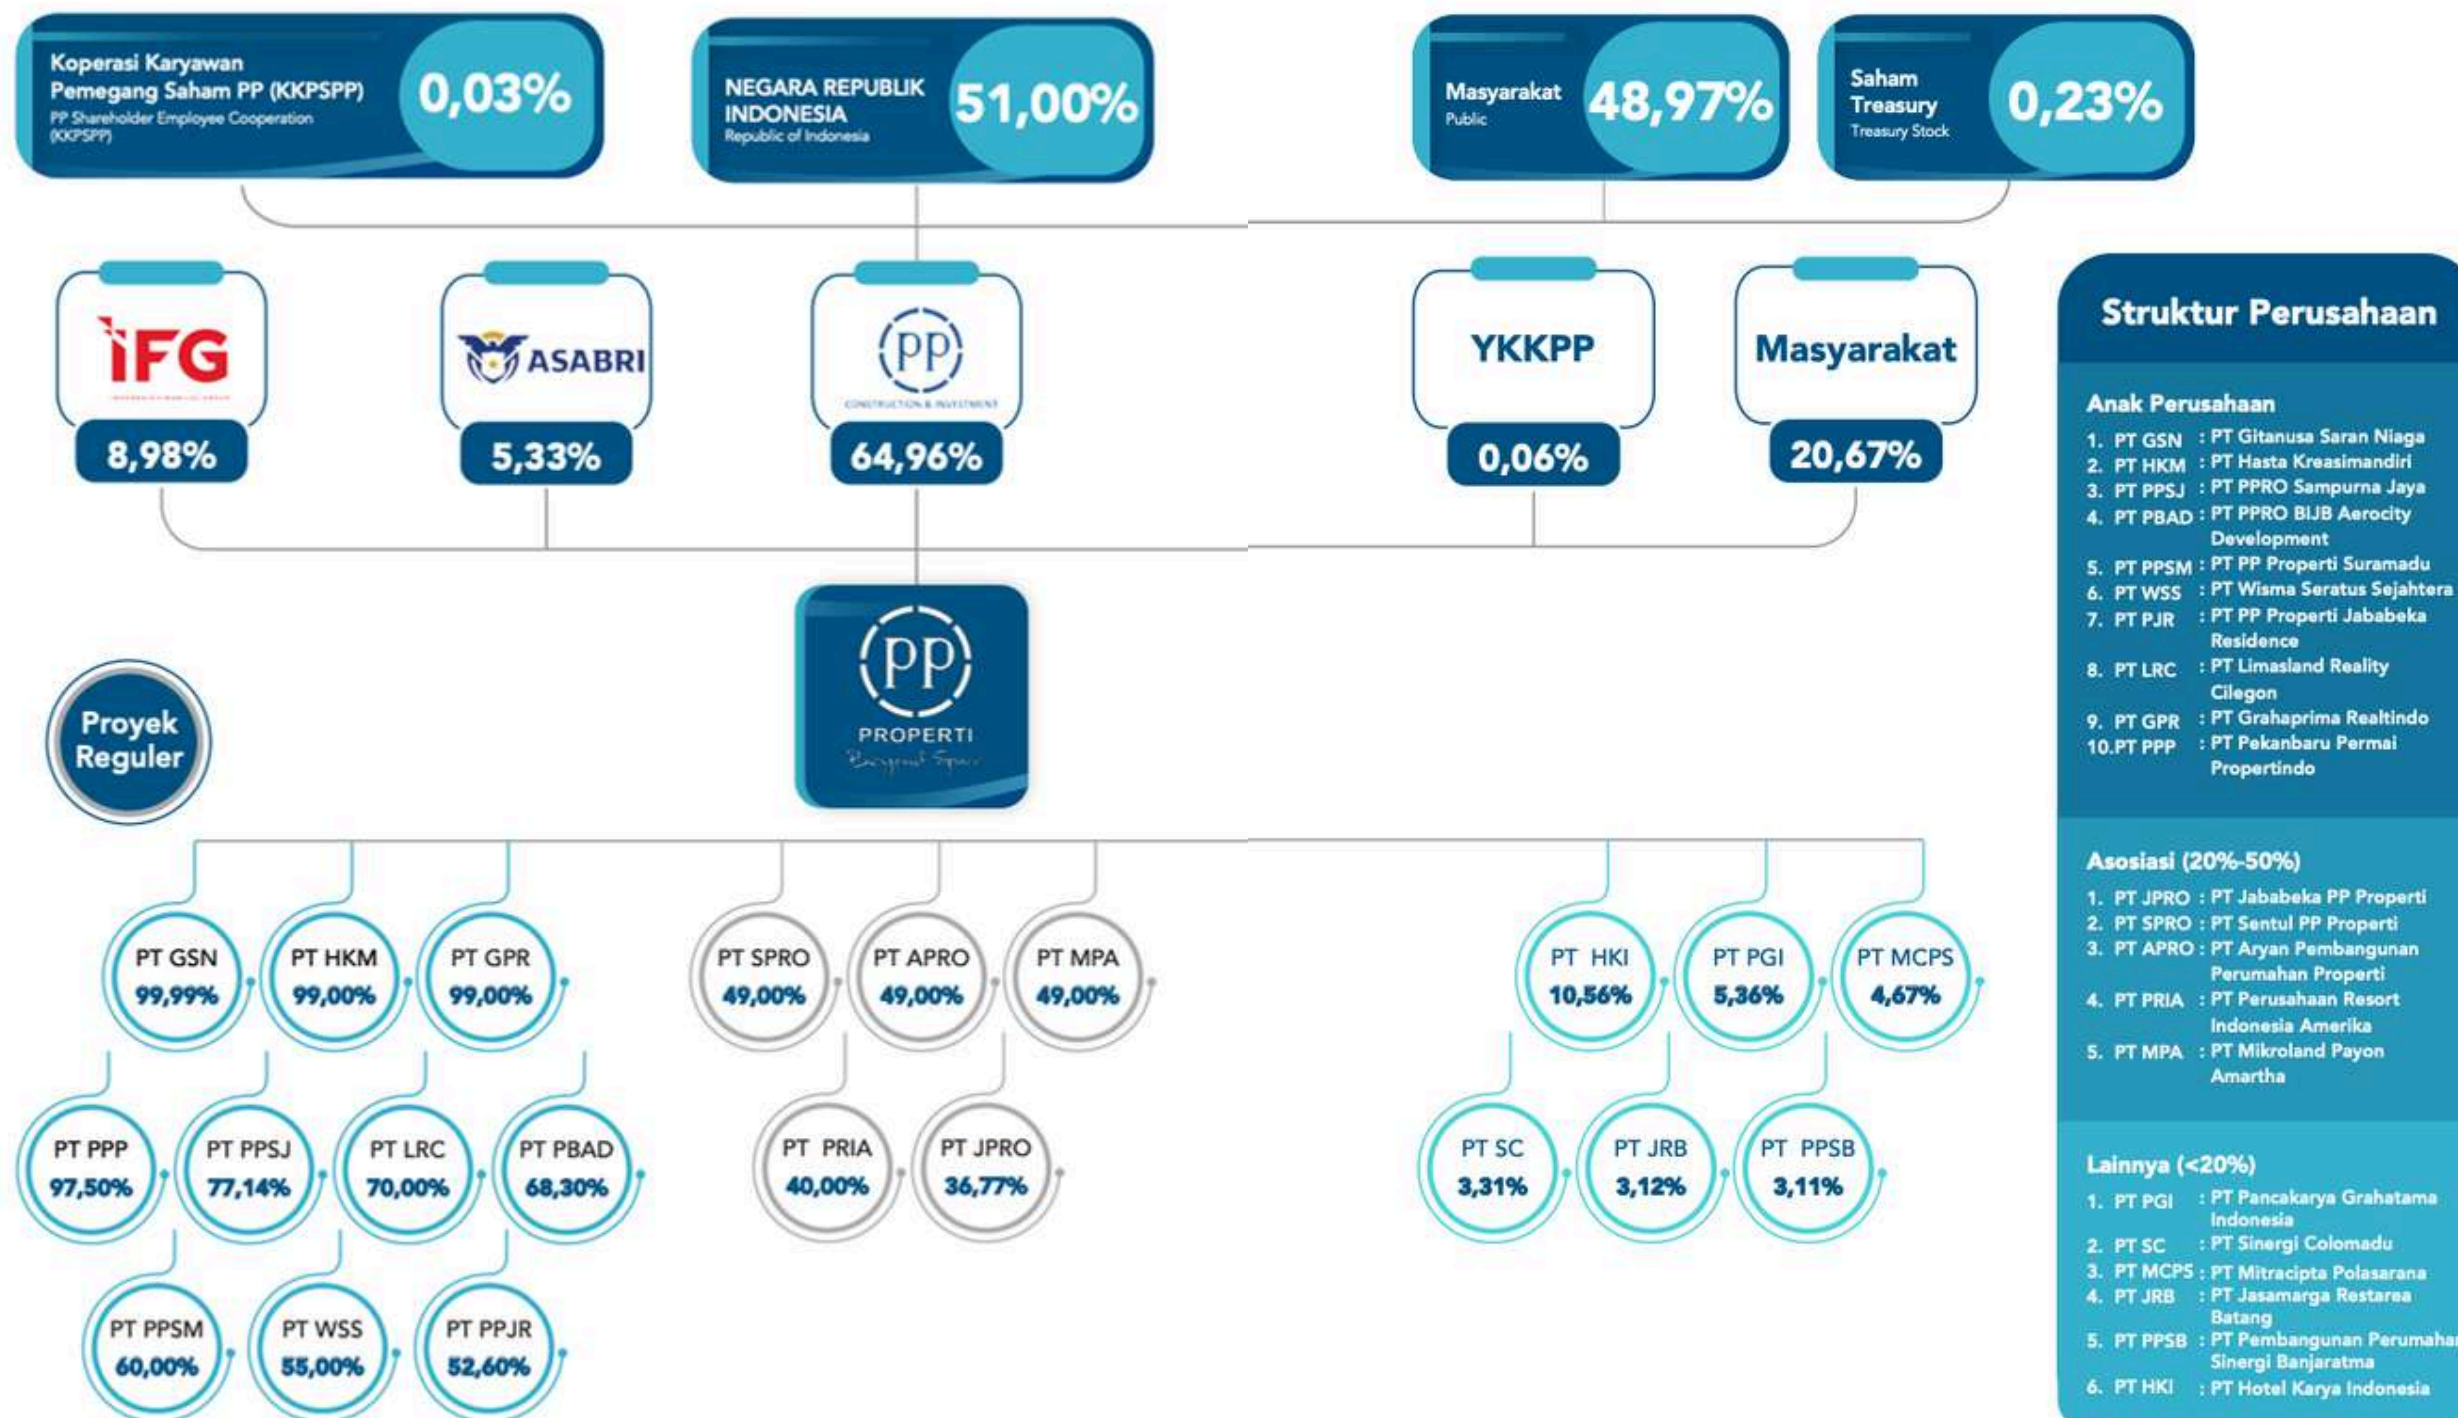 Koperasi Karyawan
Pemegang Saham PP (KKPSPP)
PP Shareholder Employee Cooperation
(KKPSPP)
0,03%
NEGARA REPUBLIK
INDONESIA
Republic of Indonesia
51,00%
Masyarakat
Public
48,97%
Saham
Treasury
Treasury Stock
0,23%
IFG
8,98%
ASABRI
5,33%
PP
CONSTRUCTION & INVESTMENT
64,96%
YKKPP
0,06%
Masyarakat
20,67%
PP
PROPERTI
Proyek
Reguler
PT GSN
99,99%
PT HKM
99,00%
PT GPR
99,00%
PT PPP
97,50%
PT PPSJ
77,14%
PT LRC
70,00%
PT PBAD
68,30%
PT PPSM
60,00%
PT WSS
55,00%
PT PPJR
52,60%
PT SPRO
49,00%
PT APRO
49,00%
PT MPA
49,00%
PT PRIA
40,00%
PT JPRO
36,77%
PT HKI
10,56%
PT PGI
5,36%
PT MCPS
4,67%
PT SC
3,31%
PT JRB
3,12%
PT PPSB
3,11%
Struktur Perusahaan
Anak Perusahaan
1. PT GSN : PT Gitanusa Saran Niaga
2. PT HKM : PT Hasta Kreasimandiri
3. PT PPSJ : PT PPRO Sampurna Jaya
4. PT PBAD : PT PPRO BIJB Aerocity
Development
5. PT PPSM : PT PP Properti Suramadu
6. PT WSS : PT Wisma Seratus Sejahtera
7. PT PJR : PT PP Properti Jababeka
Residence
8. PT LRC : PT Limasland Reality
Cilegon
9. PT GPR : PT Grahaprima Realtindo
10.PT PPP : PT Pekanbaru Permai
Propertindo
Asosiasi (20%-50%)
1. PT JPRO : PT Jababeka PP Properti
2. PT SPRO : PT Sentul PP Properti
3. PT APRO : PT Aryan Pembangunan
Perumahan Properti
4. PT PRIA : PT Perusahaan Resort
Indonesia Amerika
5. PT MPA : PT Mikroland Payon
Amartha
Lainnya (<20%)
1. PT PGI : PT Pancakarya Grahatama
Indonesia
2. PT SC : PT Sinergi Colomadu
3. PT MCPS : PT Mitracipta Polasarana
4. PT JRB : PT Jasamarga Restarea
Batang
5. PT PPSB : PT Pembangunan Perumahan
Sinergi Banjaratma
6. PT HKI : PT Hotel Karya Indonesia